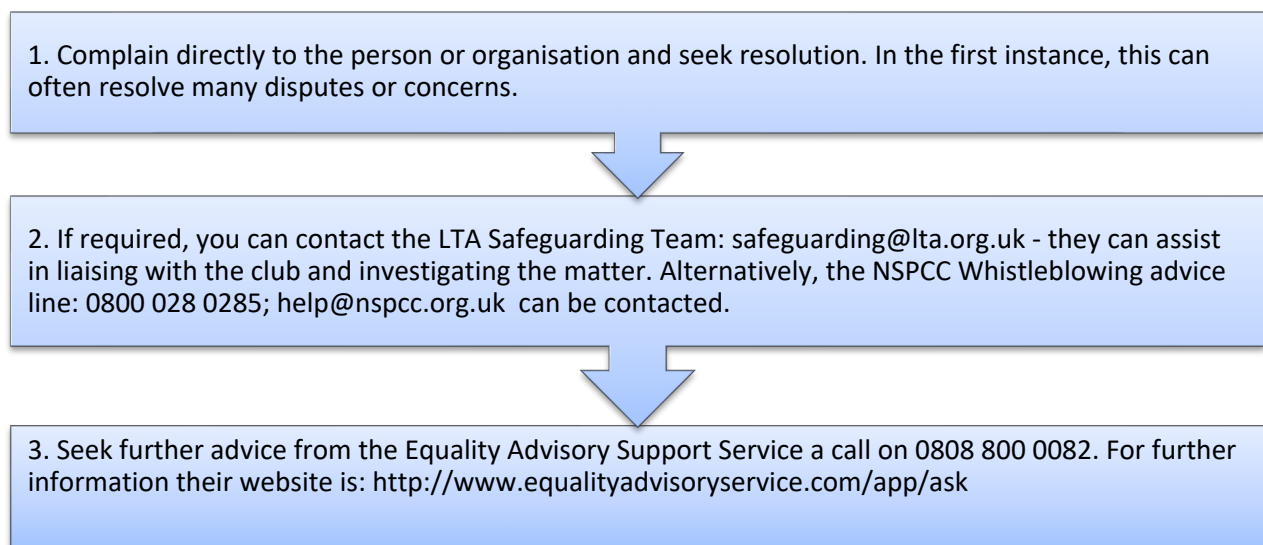 1. Complain directly to the person or organisation and seek resolution. In the first instance, this can
often resolve many disputes or concerns.
2. If required, you can contact the LTA Safeguarding Team: safeguarding@lta.org.uk - they can assist
in liaising with the club and investigating the matter. Alternatively, the NSPCC Whistleblowing advice
line: 0800 028 0285; help@nspcc.org.uk  can be contacted.
3. Seek further advice from the Equality Advisory Support Service a call on 0808 800 0082. For further
information their website is: http://www.equalityadvisoryservice.com/app/ask